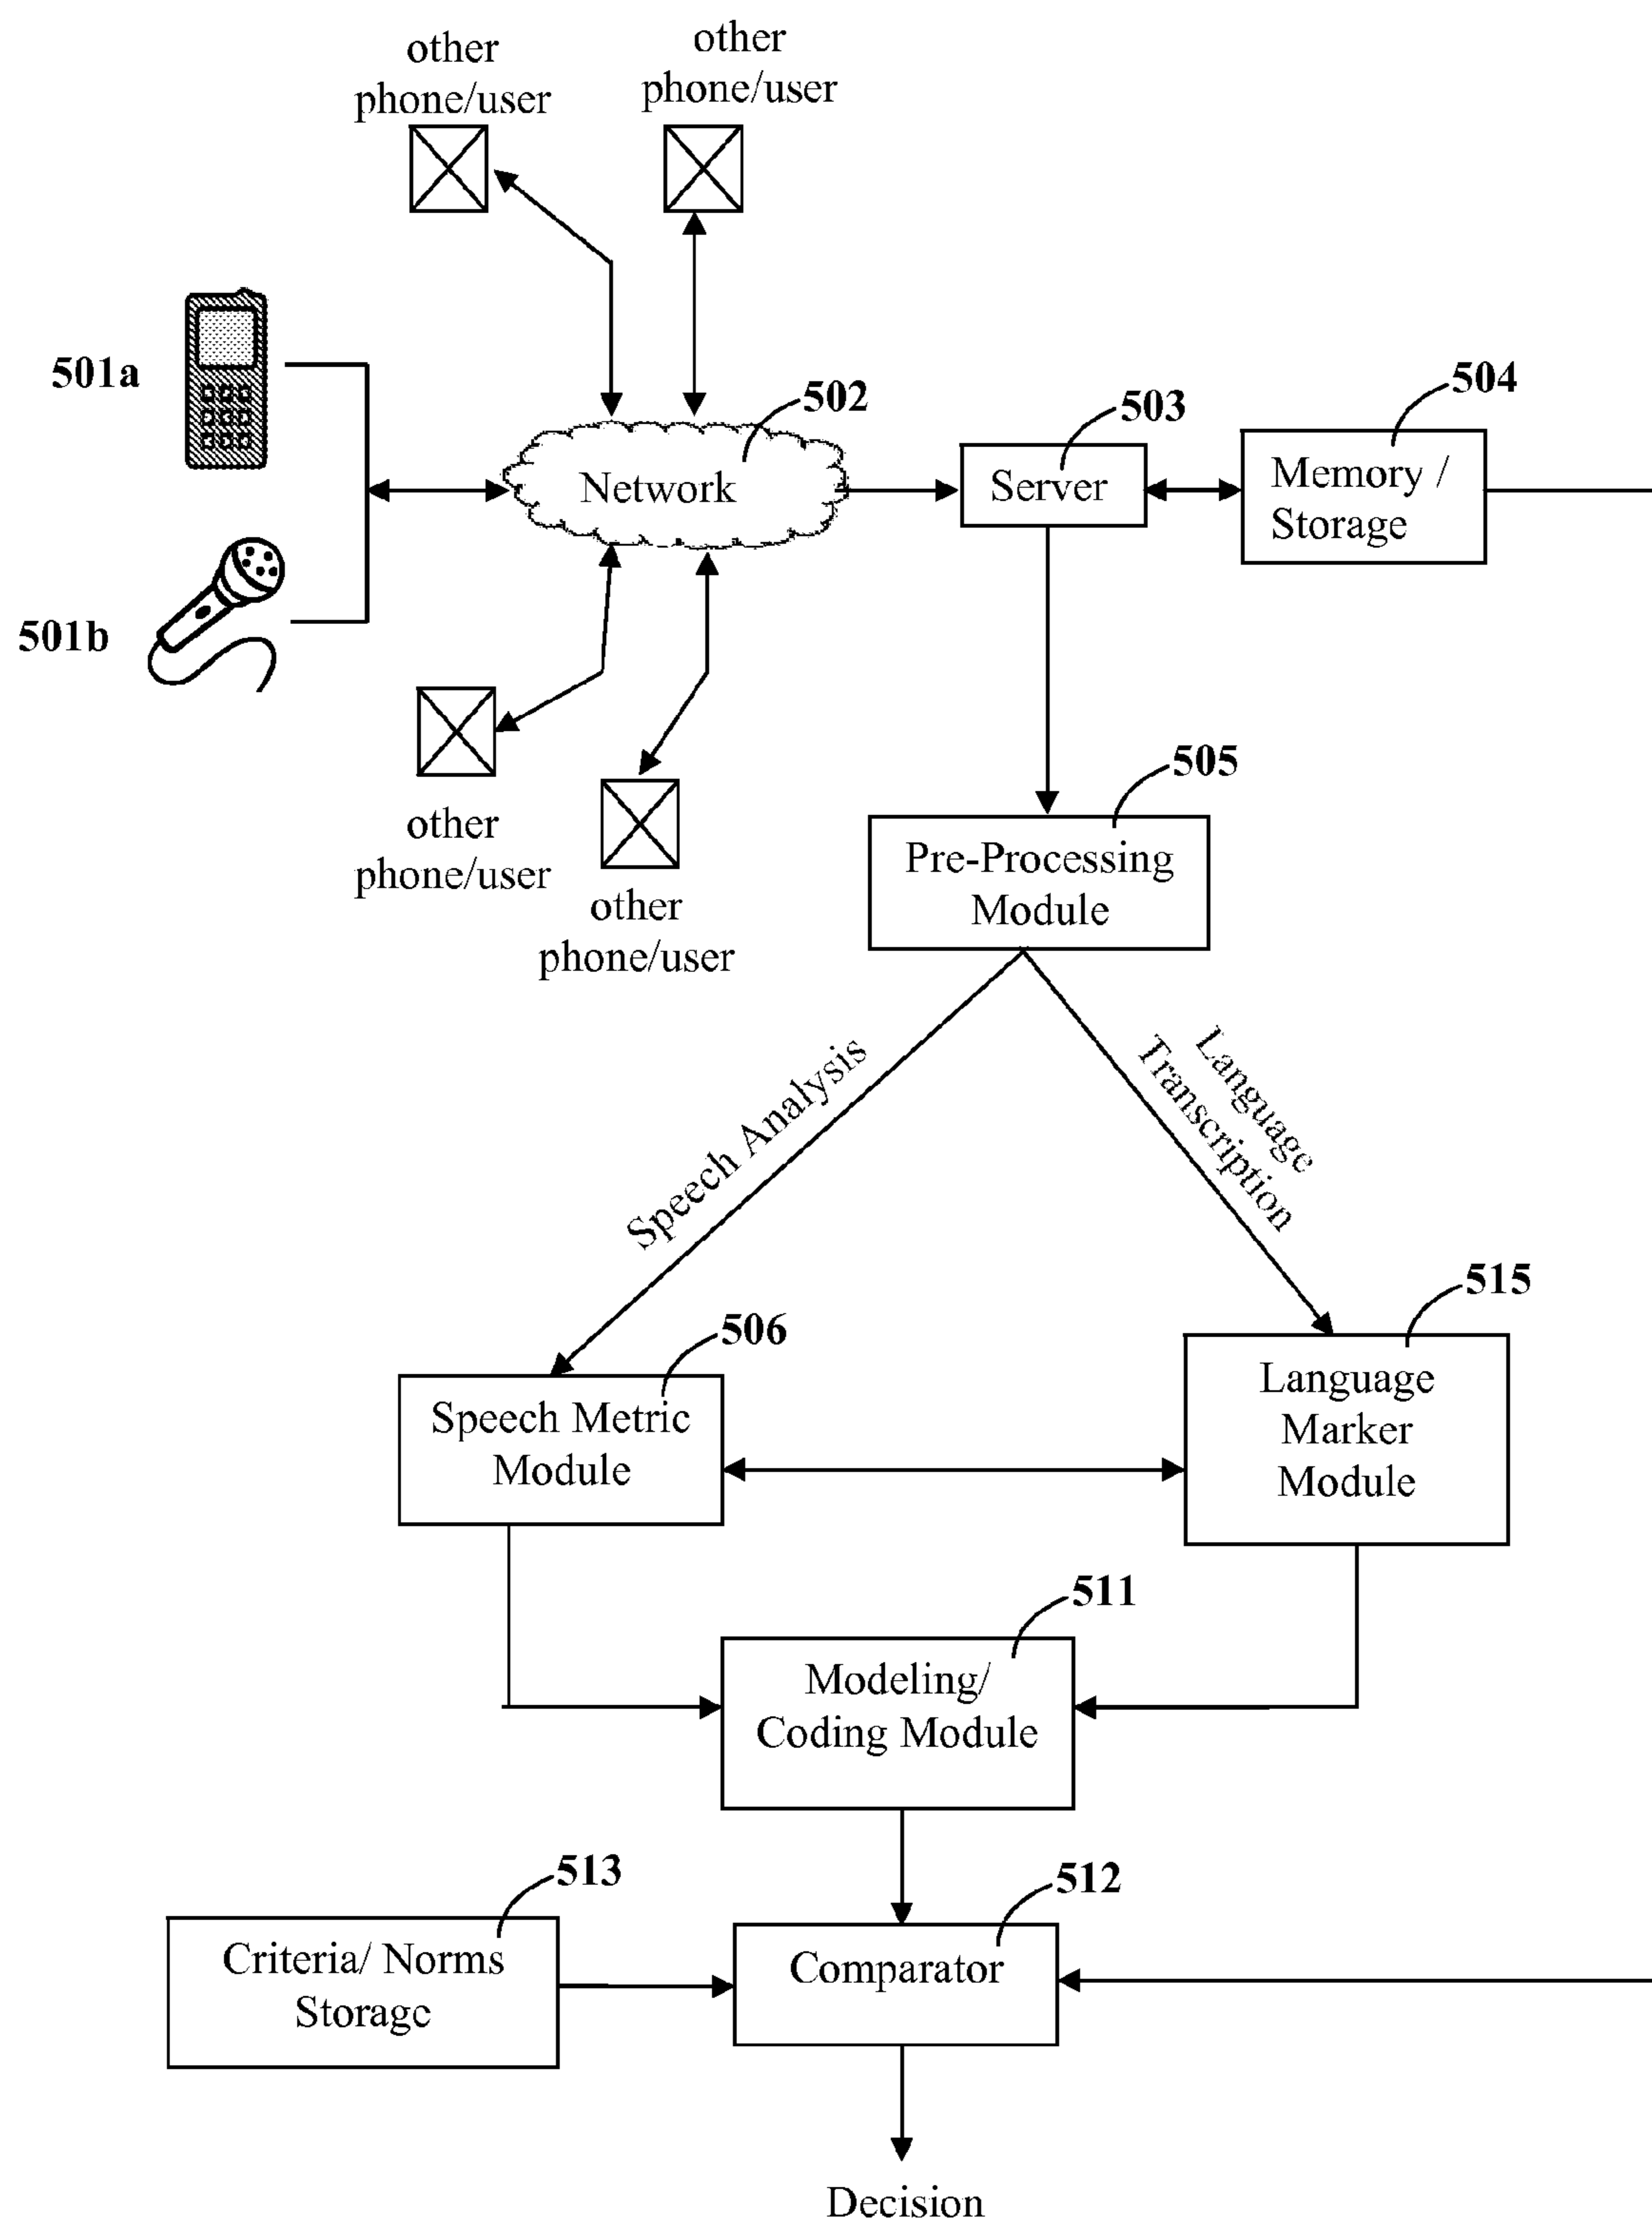 other
phone/user
other
phone/user
501a
501b
502
Network
503
Server
504
Memory /
Storage
other
phone/user
other
phone/user
505
Pre-Processing
Module
Speech Analysis
Language
Transcription
506
Speech Metric
Module
515
Language
Marker
Module
511
Modeling/
Coding Module
513
Criteria/ Norms
Storage
512
Comparator
Decision